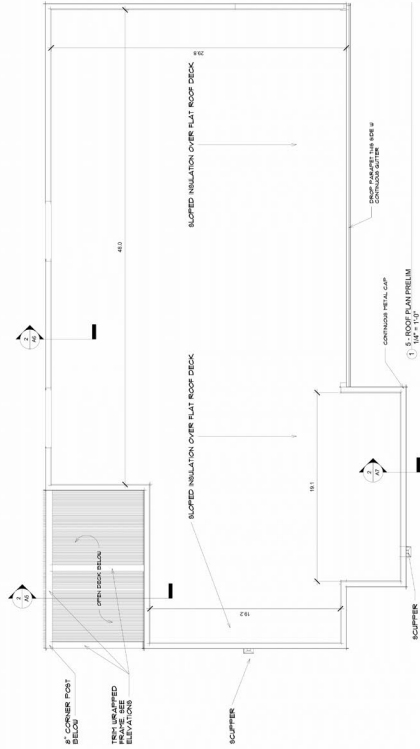 29.8
SLOPED INSULATION OVER FLAT ROOF DECK
48.0
DROP PARAPET THIS SIDE W
CONTINUOUS GUTTER
2
A6
CONTINUOUS METAL CAP
1
5 - ROOF PLAN PRELIM
1/4" = 1'-0"
SLOPED INSULATION OVER FLAT ROOF DECK
19.1
2
A7
OPEN DECK BELOW
2
A5
19.2
SCUPPER
SCUPPER
8" CORNER POST
BELOW
TRIM WRAPPED
FRAME. SEE
ELEVATIONS